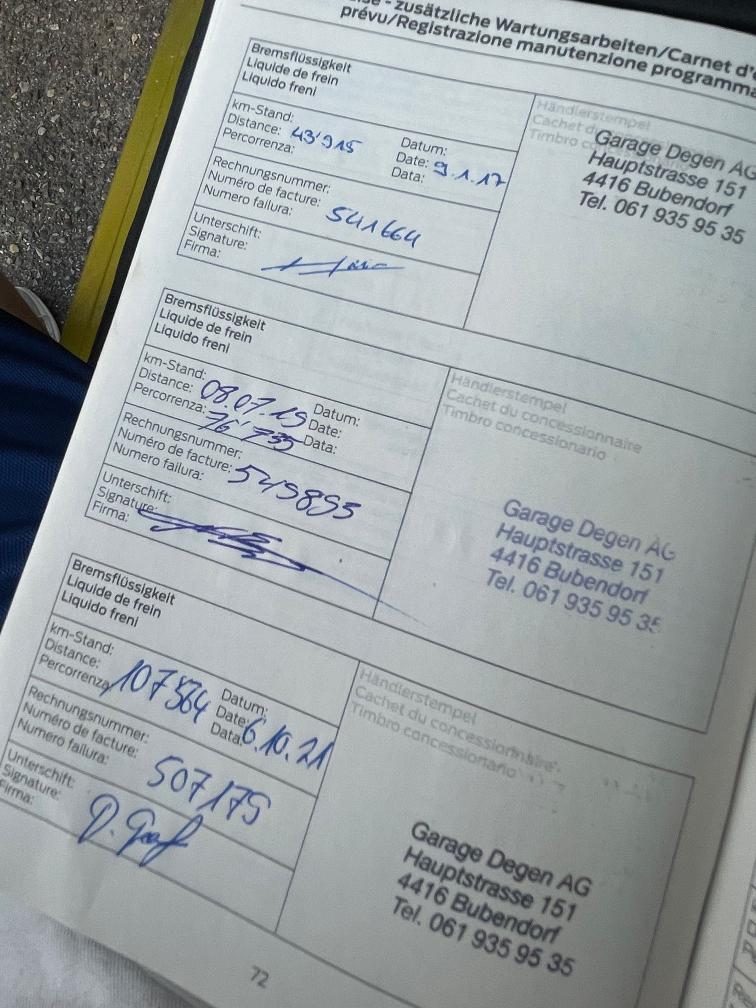 - zusätzliche Wartungsarbeiten/Carnet d'
prévu/Registrazione manutenzione programma
Bremsflüssigkeit
Liquide de frein
Liquido freni
km-Stand:
Distance: 43'915
Percorrenza:
Datum:
Date: 9.1.17
Data:
Rechnungsnummer:
Numéro de facture: 541664
Numero failura:
Unterschift:
Signature:
Firma:
Händlerstempel
Cachet du
Timbro
Garage Degen AG
Hauptstrasse 151
4416 Bubendorf
Tel. 061 935 95 35
Bremsflüssigkeit
Liquide de frein
Liquido freni
km-Stand:
Distance: 08.07.19
Percorrenza: 76'735
Datum:
Date:
Data:
Rechnungsnummer:
Numéro de facture: 549893
Numero failura:
Unterschift:
Signature:
Firma:
Händlerstempel
Cachet du concessionnaire
Timbro concessionario
Garage Degen AG
Hauptstrasse 151
4416 Bubendorf
Tel. 061 935 95 35
Bremsflüssigkeit
Liquide de frein
Liquido freni
km-Stand:
Distance: 107564
Percorrenza:
Datum:
Date: 6.10.21
Data:
Rechnungsnummer:
Numéro de facture: 507175
Numero failura:
Unterschift:
Signature: D. Graf
Firma:
Händlerstempel
Cachet du concessionnaire
Timbro concessionario
Garage Degen AG
Hauptstrasse 151
4416 Bubendorf
Tel. 061 935 95 35
72